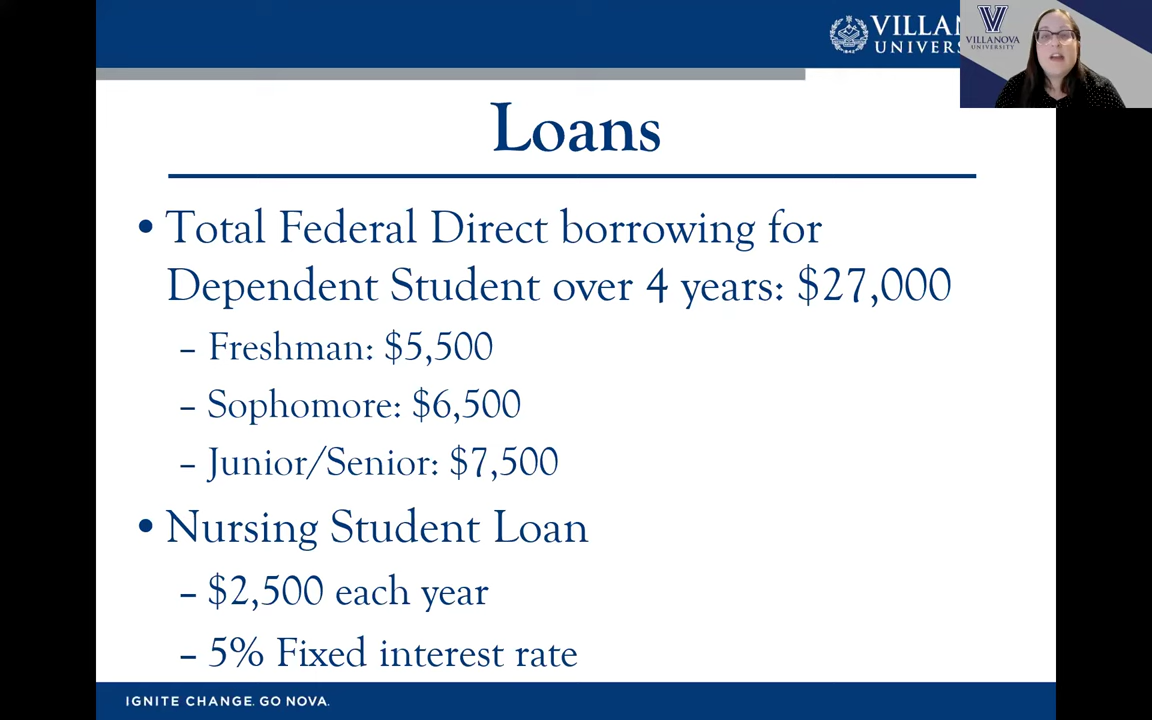 VILLAN
UNIVERS
VILLANOVA
UNIVERSITY
Loans
• Total Federal Direct borrowing for
Dependent Student over 4 years: $27,000
– Freshman: $5,500
– Sophomore: $6,500
– Junior/Senior: $7,500
• Nursing Student Loan
– $2,500 each year
– 5% Fixed interest rate
IGNITE CHANGE. GO NOVA.